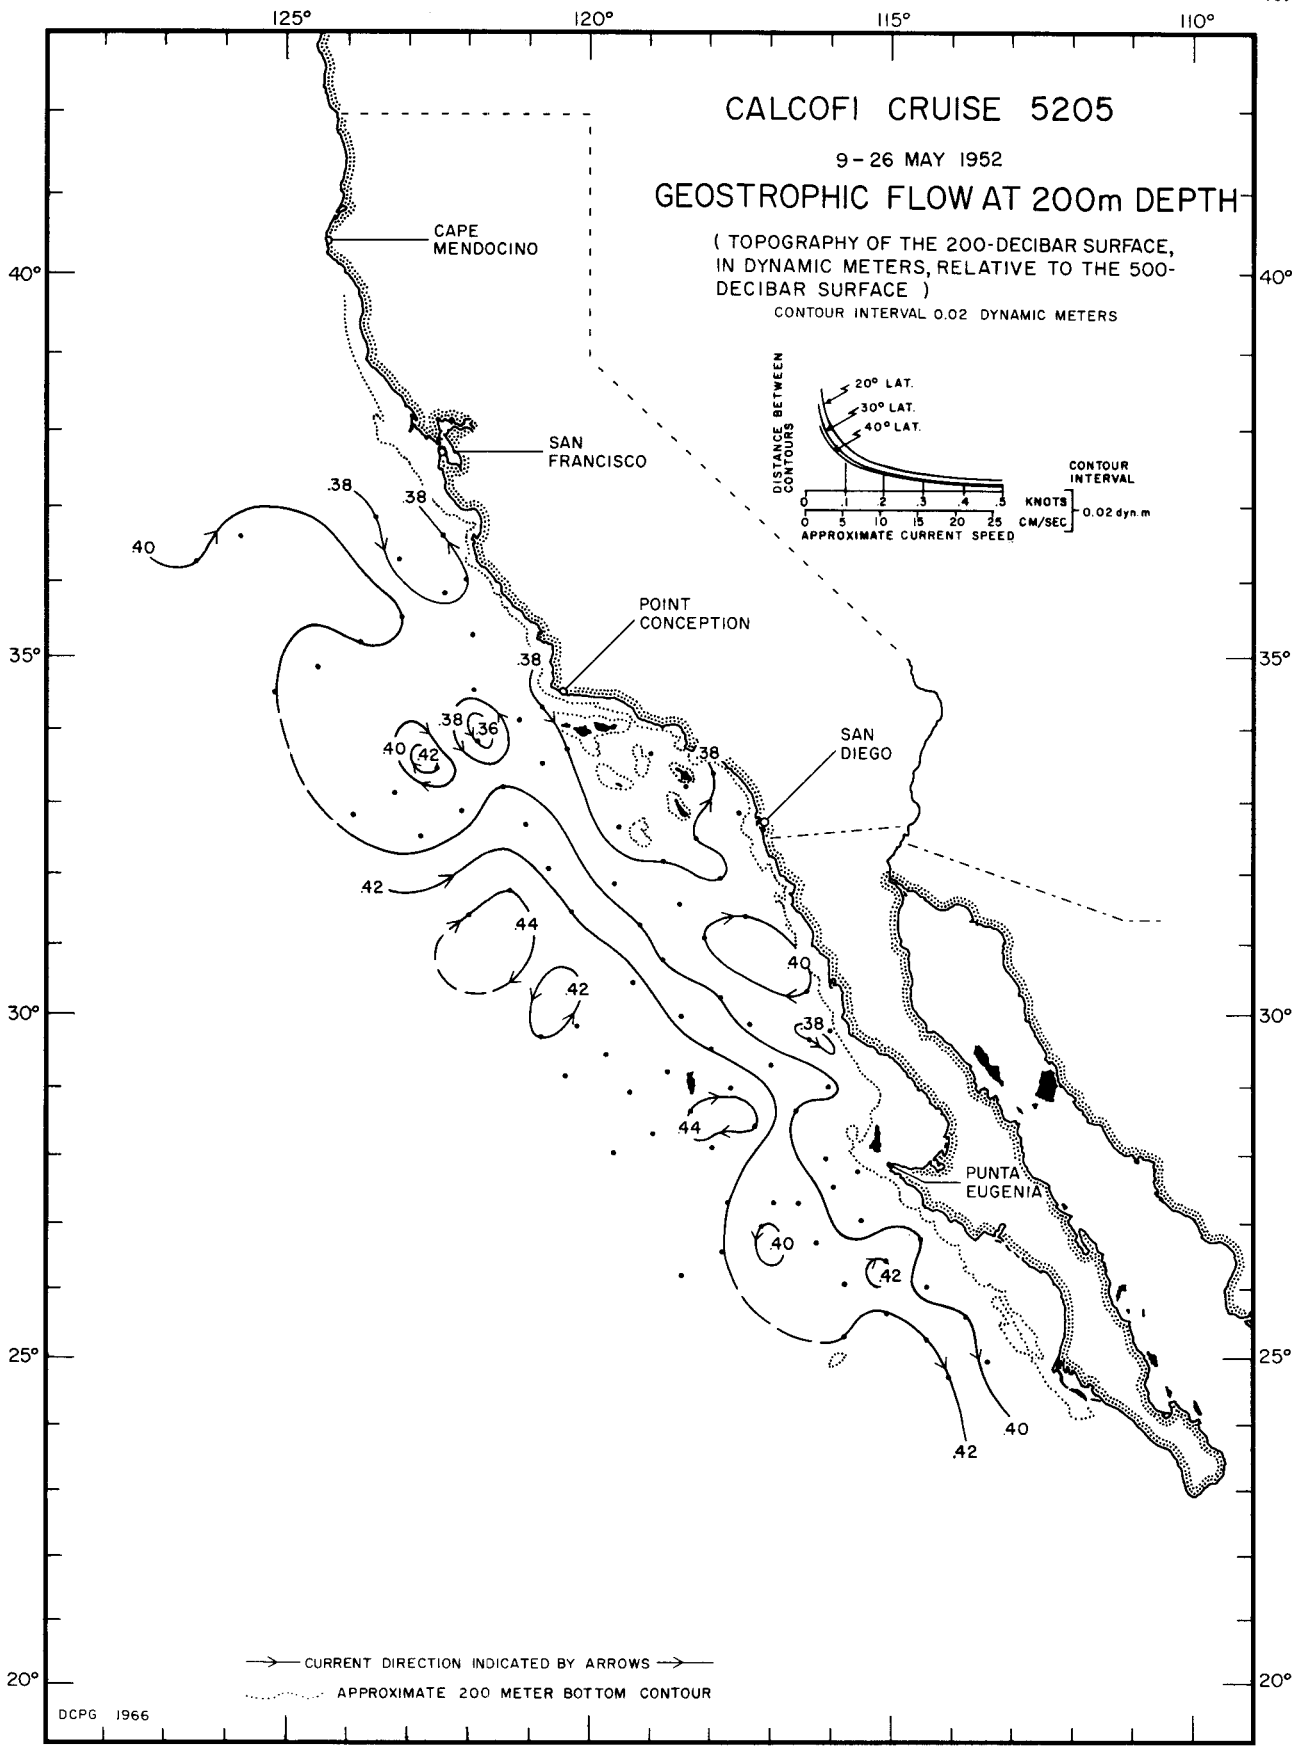 125°
120°
115°
110°
CALCOFI CRUISE 5205
9-26 MAY 1952
GEOSTROPHIC FLOW AT 200m DEPTH
( TOPOGRAPHY OF THE 200-DECIBAR SURFACE,
IN DYNAMIC METERS, RELATIVE TO THE 500-
DECIBAR SURFACE )
CONTOUR INTERVAL 0.02 DYNAMIC METERS
CAPE
MENDOCINO
40°
40°
DISTANCE BETWEEN
CONTOURS
20° LAT.
30° LAT.
40° LAT.
CONTOUR
INTERVAL
0 .1 .2 .3 .4 .5 KNOTS
0 5 10 15 20 25 CM/SEC
0.02 dyn.m
APPROXIMATE CURRENT SPEED
SAN
FRANCISCO
.38
.38
.40
POINT
CONCEPTION
35°
.38
35°
.38
.36
.40
.42
SAN
DIEGO
.38
.42
.44
.40
.42
30°
.38
30°
.44
PUNTA
EUGENIA
.40
.42
25°
25°
.40
.42
20°
20°
CURRENT DIRECTION INDICATED BY ARROWS
APPROXIMATE 200 METER BOTTOM CONTOUR
DCPG 1966